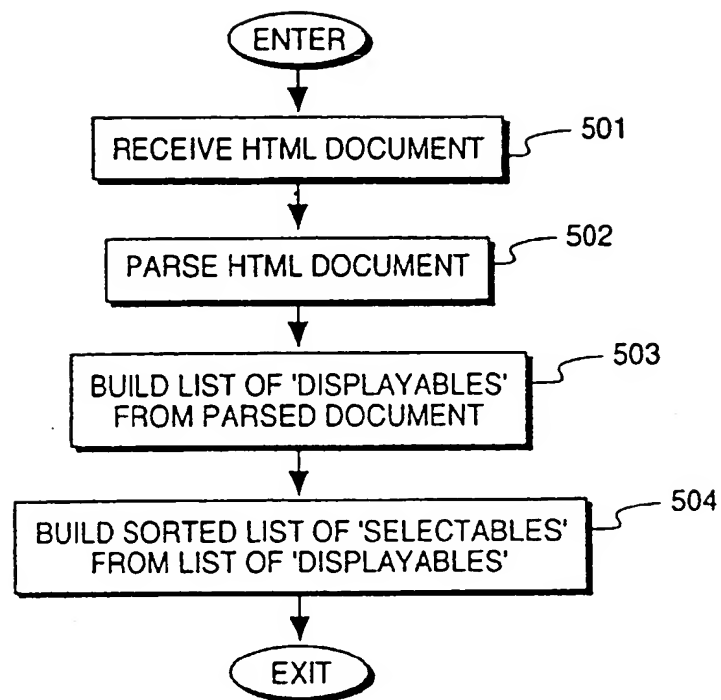 ENTER
RECEIVE HTML DOCUMENT
501
PARSE HTML DOCUMENT
502
BUILD LIST OF 'DISPLAYABLES'
FROM PARSED DOCUMENT
503
BUILD SORTED LIST OF 'SELECTABLES'
FROM LIST OF 'DISPLAYABLES'
504
EXIT